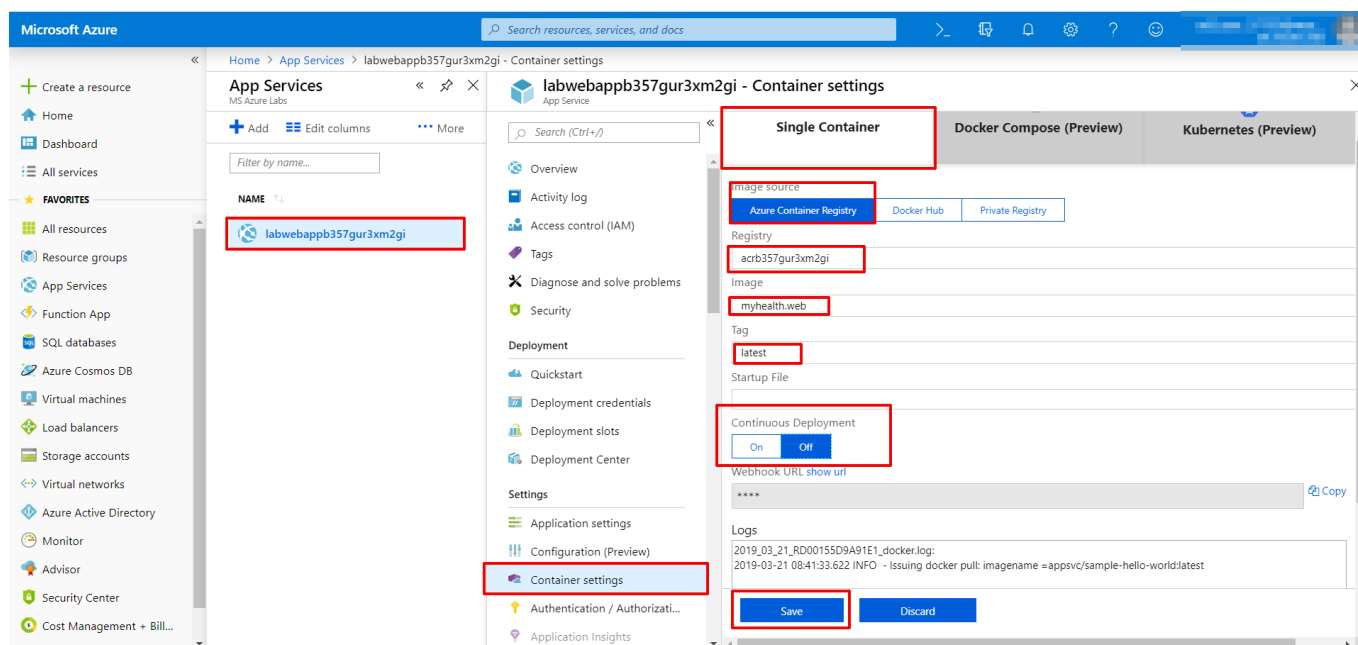 Microsoft Azure
Search resources, services, and docs
Home > App Services > labwebappb357gur3xm2gi - Container settings
Create a resource
Home
Dashboard
All services
FAVORITES
All resources
Resource groups
App Services
Function App
SQL databases
Azure Cosmos DB
Virtual machines
Load balancers
Storage accounts
Virtual networks
Azure Active Directory
Monitor
Advisor
Security Center
Cost Management + Bill...
App Services
MS Azure Labs
Add Edit columns More
Filter by name...
NAME
labwebappb357gur3xm2gi
labwebappb357gur3xm2gi - Container settings
App Service
Search (Ctrl+/)
Overview
Activity log
Access control (IAM)
Tags
Diagnose and solve problems
Security
Deployment
Quickstart
Deployment credentials
Deployment slots
Deployment Center
Settings
Application settings
Configuration (Preview)
Container settings
Authentication / Authorizati...
Application Insights
Single Container Docker Compose (Preview) Kubernetes (Preview)
Image source
Azure Container Registry Docker Hub Private Registry
Registry
acrb357gur3xm2gi
Image
myhealth.web
Tag
latest
Startup File
Continuous Deployment
On Off
Webhook URL show url
****
Copy
Logs
2019_03_21_RD00155D9A91E1_docker.log:
2019-03-21 08:41:33.622 INFO - Issuing docker pull: imagename =appsvc/sample-hello-world:latest
Save Discard